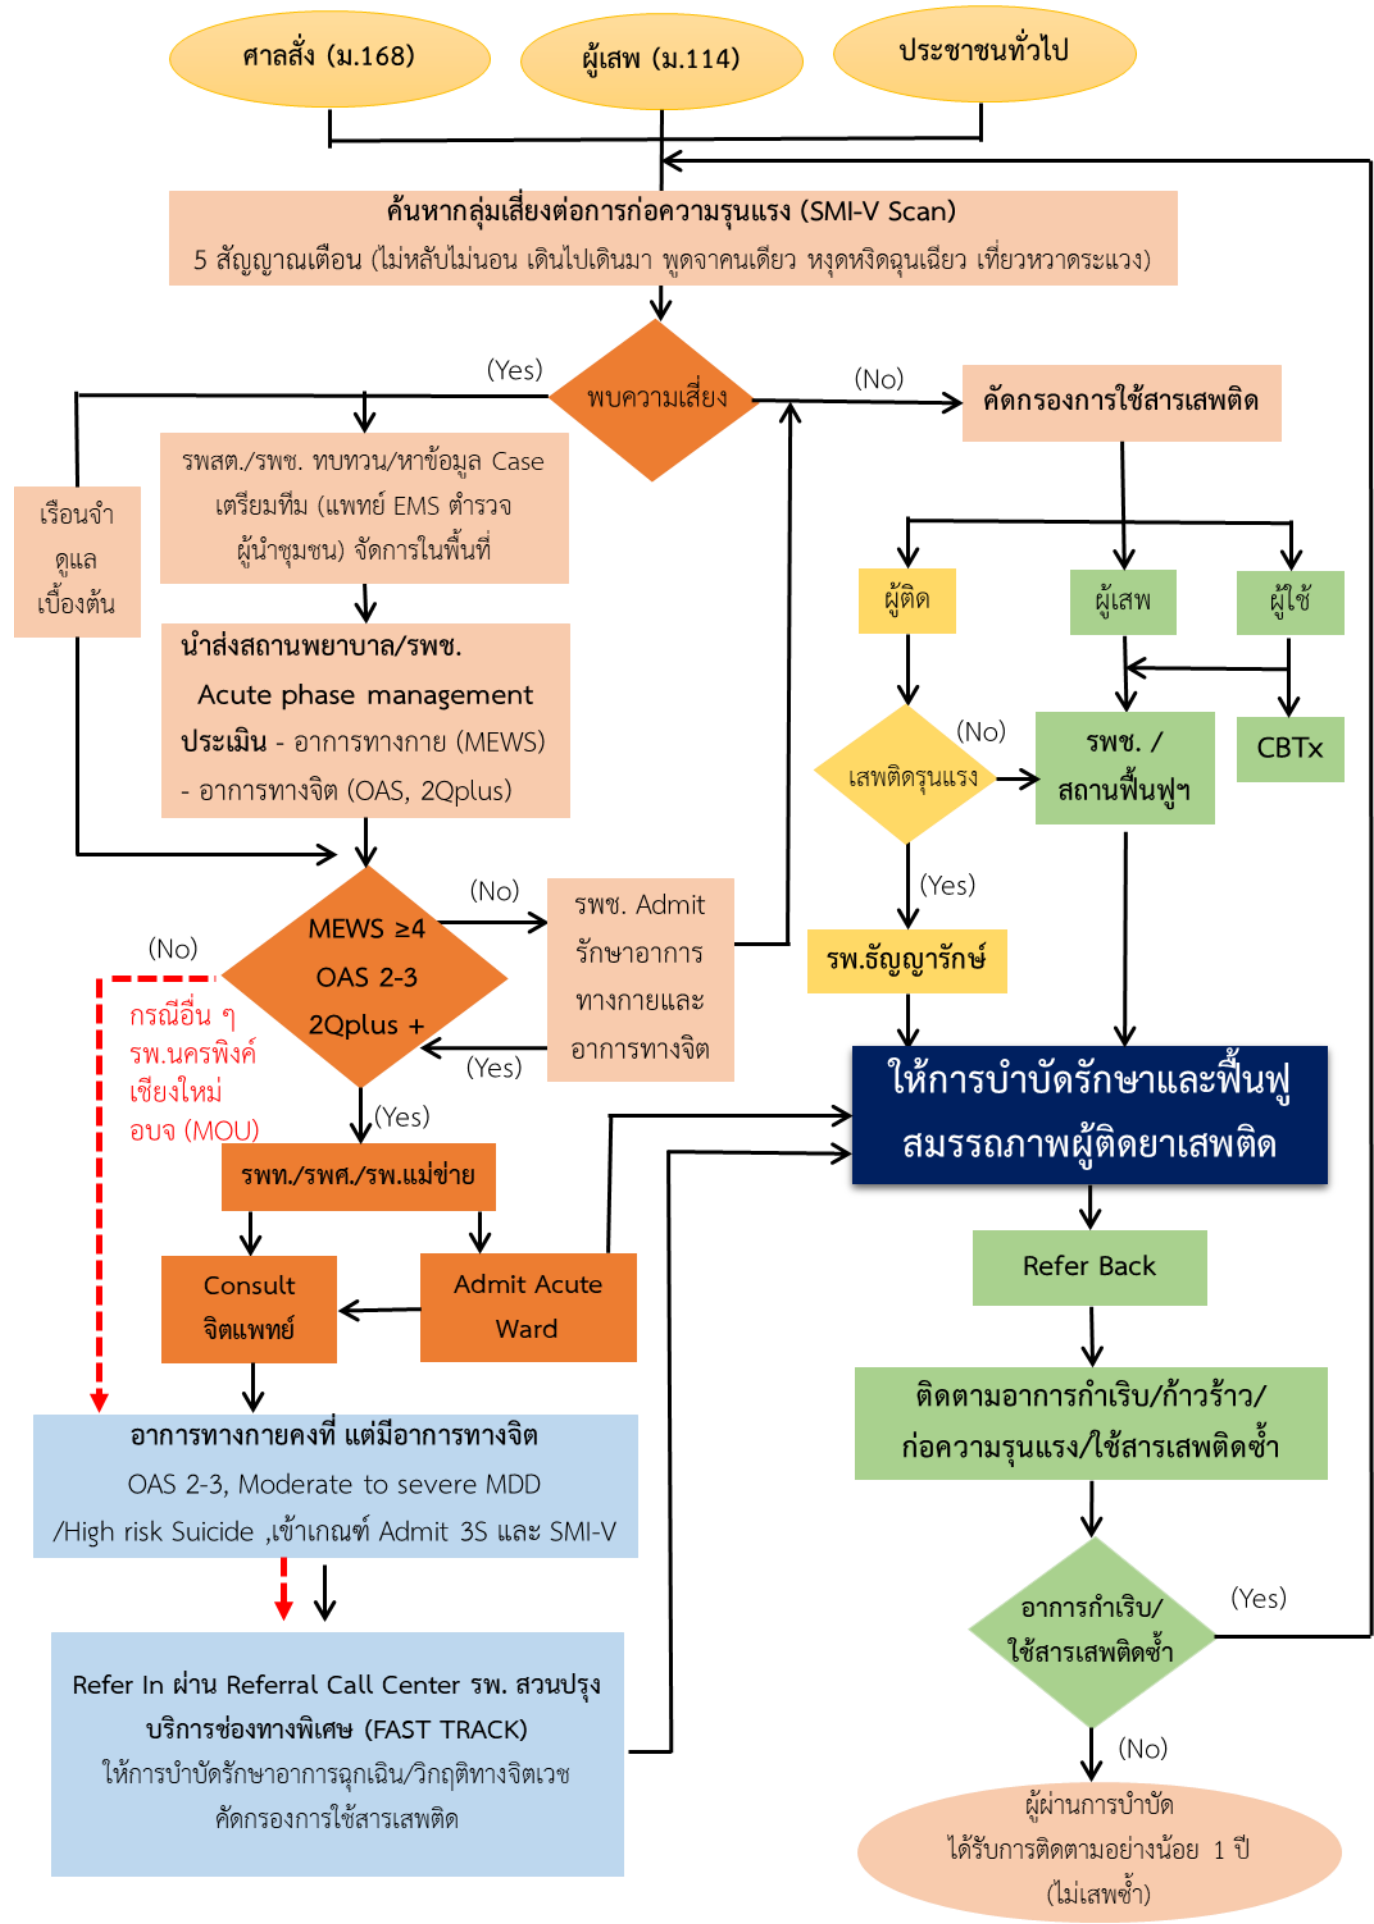 ศาลสั่ง (ม.168)
ผู้เสพ (ม.114)
ประชาชนทั่วไป
ค้นหากลุ่มเสี่ยงต่อการก่อความรุนแรง (SMI-V Scan)
5 สัญญาณเตือน (ไม่หลับไม่นอน เดินไปเดินมา พูดจาคนเดียว หงุดหงิดฉุนเฉียว เที่ยวหวาดระแวง)
(Yes)
พบความเสี่ยง
(No)
คัดกรองการใช้สารเสพติด
รพสต./รพช. ทบทวน/หาข้อมูล Case
เตรียมทีม (แพทย์ EMS ตำรวจ
ผู้นำชุมชน) จัดการในพื้นที่
เรือนจำ
ดูแล
เบื้องต้น
นำส่งสถานพยาบาล/รพช.
Acute phase management
ประเมิน - อาการทางกาย (MEWS)
- อาการทางจิต (OAS, 2Qplus)
ผู้ติด
ผู้เสพ
ผู้ใช้
เสพติดรุนแรง
(No)
รพช. /
สถานฟื้นฟูฯ
CBTx
(Yes)
รพ.ธัญญารักษ์
MEWS ≥4
OAS 2-3
2Qplus +
(No)
รพช. Admit
รักษาอาการ
ทางกายและ
อาการทางจิต
(Yes)
(No)
กรณีอื่น ๆ
รพ.นครพิงค์
เชียงใหม่
อบจ (MOU)
(Yes)
รพท./รพศ./รพ.แม่ข่าย
Consult
จิตแพทย์
Admit Acute
Ward
ให้การบำบัดรักษาและฟื้นฟู
สมรรถภาพผู้ติดยาเสพติด
Refer Back
ติดตามอาการกำเริบ/ก้าวร้าว/
ก่อความรุนแรง/ใช้สารเสพติดซ้ำ
อาการทางกายคงที่ แต่มีอาการทางจิต
OAS 2-3, Moderate to severe MDD
/High risk Suicide ,เข้าเกณฑ์ Admit 3S และ SMI-V
Refer In ผ่าน Referral Call Center รพ. สวนปรุง
บริการช่องทางพิเศษ (FAST TRACK)
ให้การบำบัดรักษาอาการฉุกเฉิน/วิกฤติทางจิตเวช
คัดกรองการใช้สารเสพติด
อาการกำเริบ/
ใช้สารเสพติดซ้ำ
(Yes)
(No)
ผู้ผ่านการบำบัด
ได้รับการติดตามอย่างน้อย 1 ปี
(ไม่เสพซ้ำ)